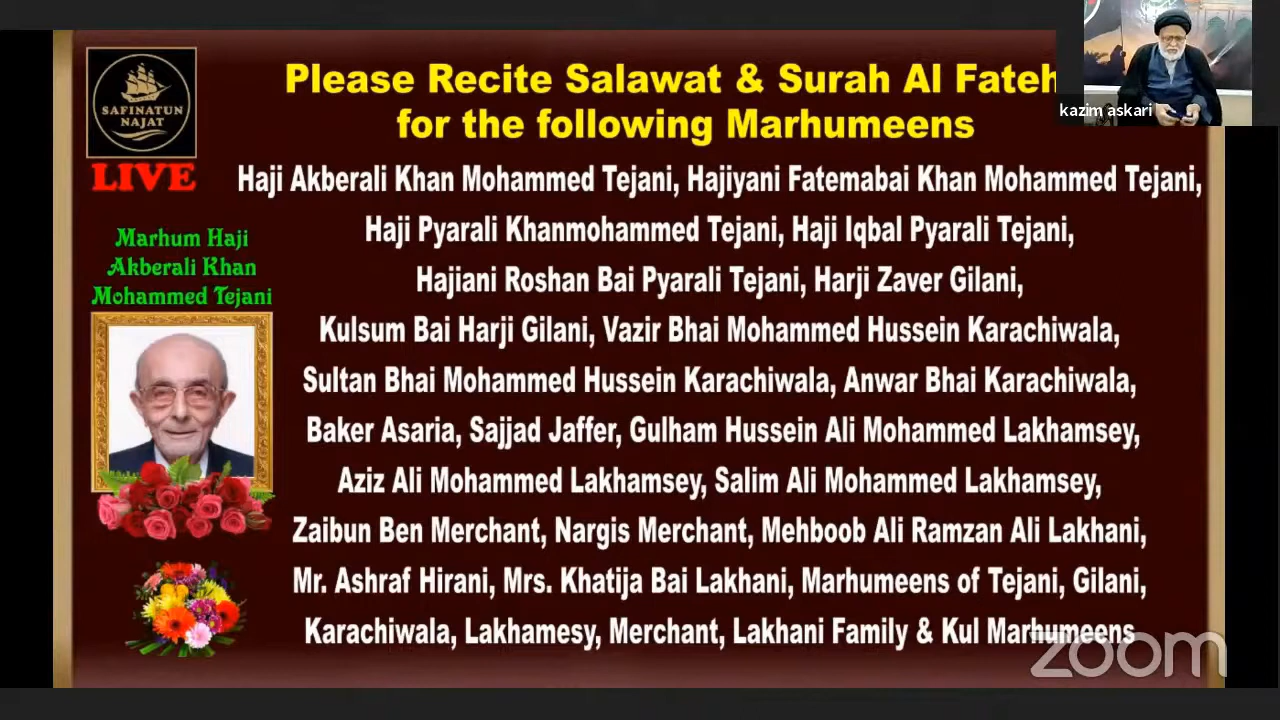 SAFINATUN
NAJAT
LIVE
Please Recite Salawat & Surah Al Fateh
for the following Marhumeens
kazim askari
Haji Akberali Khan Mohammed Tejani, Hajiyani Fatemabai Khan Mohammed Tejani,
Haji Pyarali Khanmohammed Tejani, Haji Iqbal Pyarali Tejani,
Hajiani Roshan Bai Pyarali Tejani, Harji Zaver Gilani,
Kulsum Bai Harji Gilani, Vazir Bhai Mohammed Hussein Karachiwala,
Sultan Bhai Mohammed Hussein Karachiwala, Anwar Bhai Karachiwala,
Baker Asaria, Sajjad Jaffer, Gulham Hussein Ali Mohammed Lakhamsey,
Aziz Ali Mohammed Lakhamsey, Salim Ali Mohammed Lakhamsey,
Zaibun Ben Merchant, Nargis Merchant, Mehboob Ali Ramzan Ali Lakhani,
Mr. Ashraf Hirani, Mrs. Khatija Bai Lakhani, Marhumeens of Tejani, Gilani,
Karachiwala, Lakhamesy, Merchant, Lakhani Family & Kul Marhumeens
Marhum Haji
Akberali Khan
Mohammed Tejani
zoom